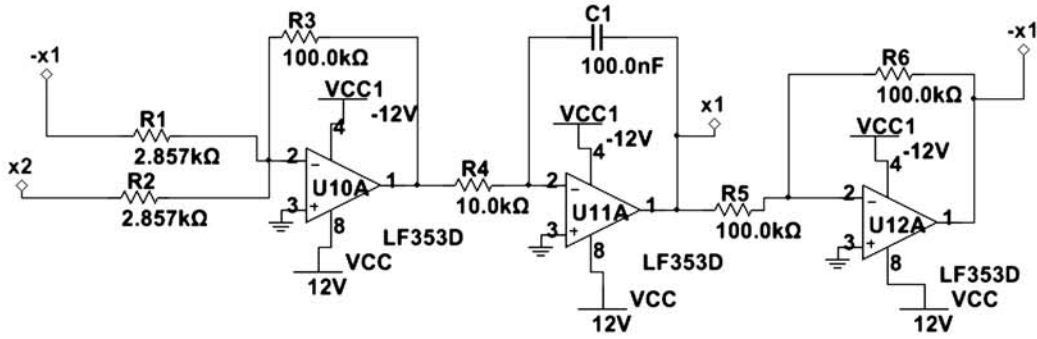 -x1
R1
2.857kΩ
x2
R2
2.857kΩ
R3
100.0kΩ
VCC1
-12V
4
2
3
U10A
1
8
LF353D
VCC
12V
R4
10.0kΩ
C1
100.0nF
VCC1
-12V
4
2
3
U11A
1
8
LF353D
VCC
12V
x1
R5
100.0kΩ
R6
100.0kΩ
VCC1
-12V
4
2
3
U12A
1
8
LF353D
VCC
12V
-x1